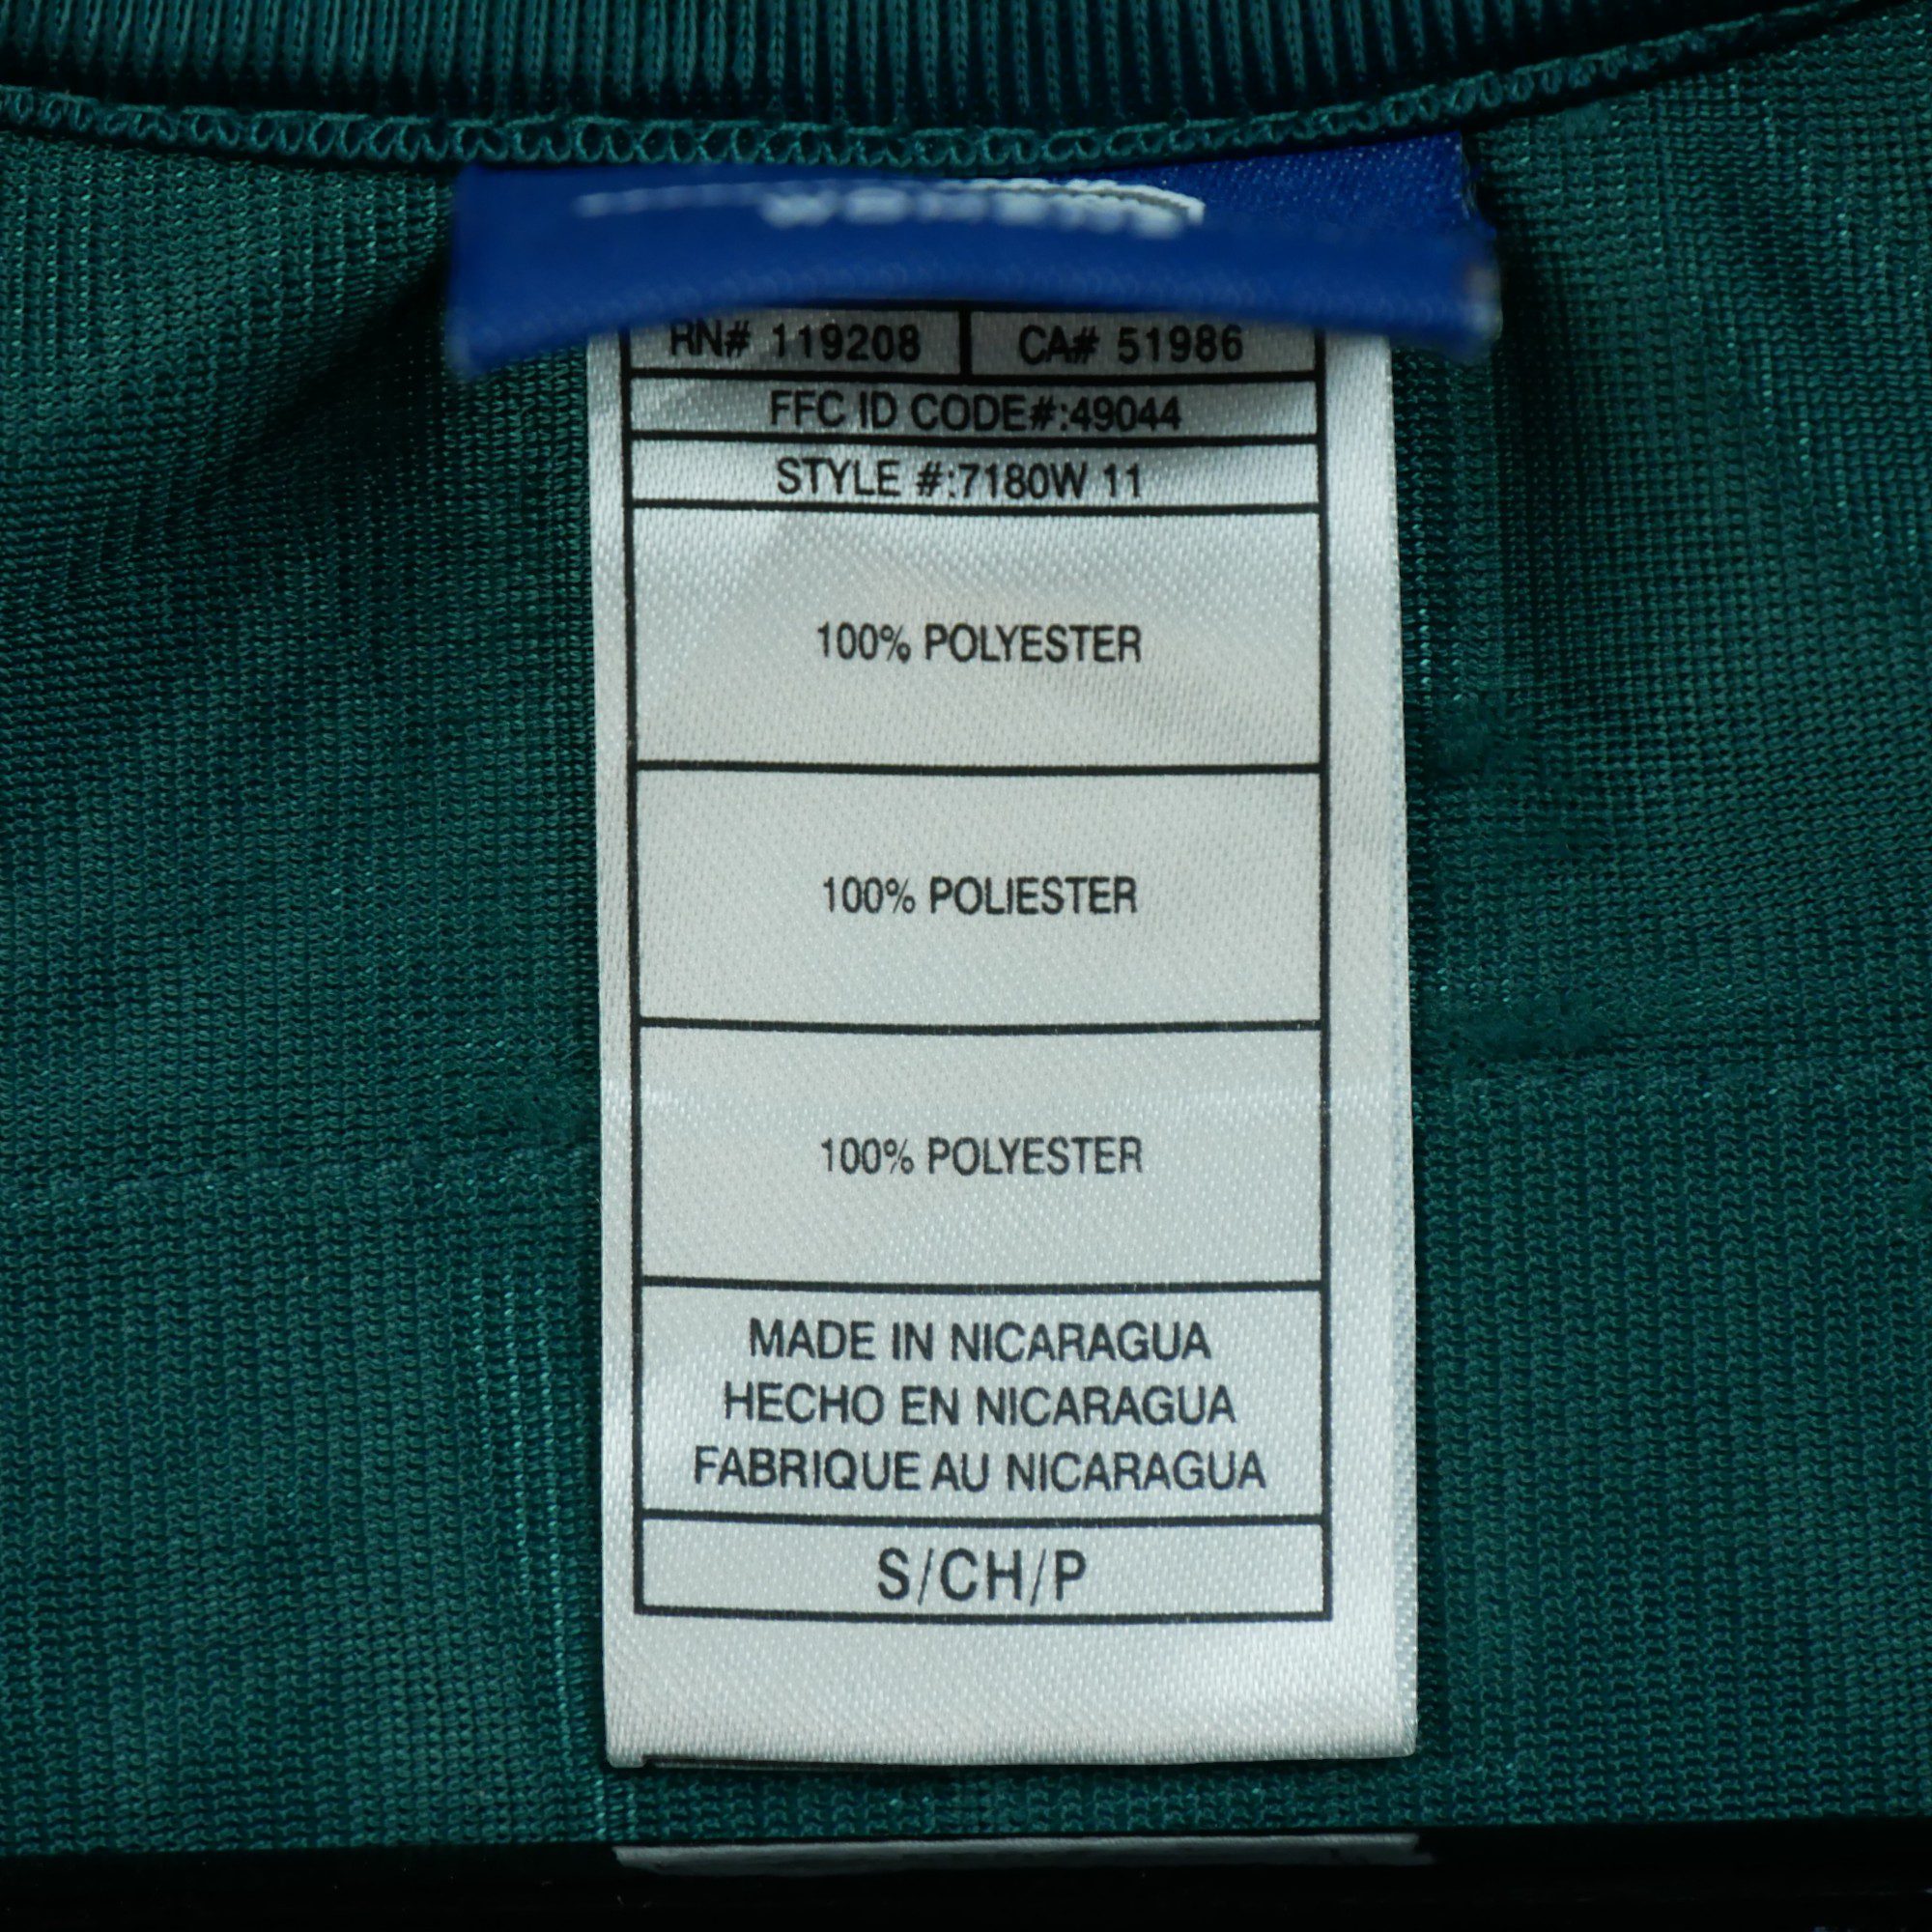 RN# 119208 CA# 51986
FFC ID CODE#:49044
STYLE #:7180W 11
100% POLYESTER
100% POLIESTER
100% POLYESTER
MADE IN NICARAGUA
HECHO EN NICARAGUA
FABRIQUE AU NICARAGUA
S/CH/P